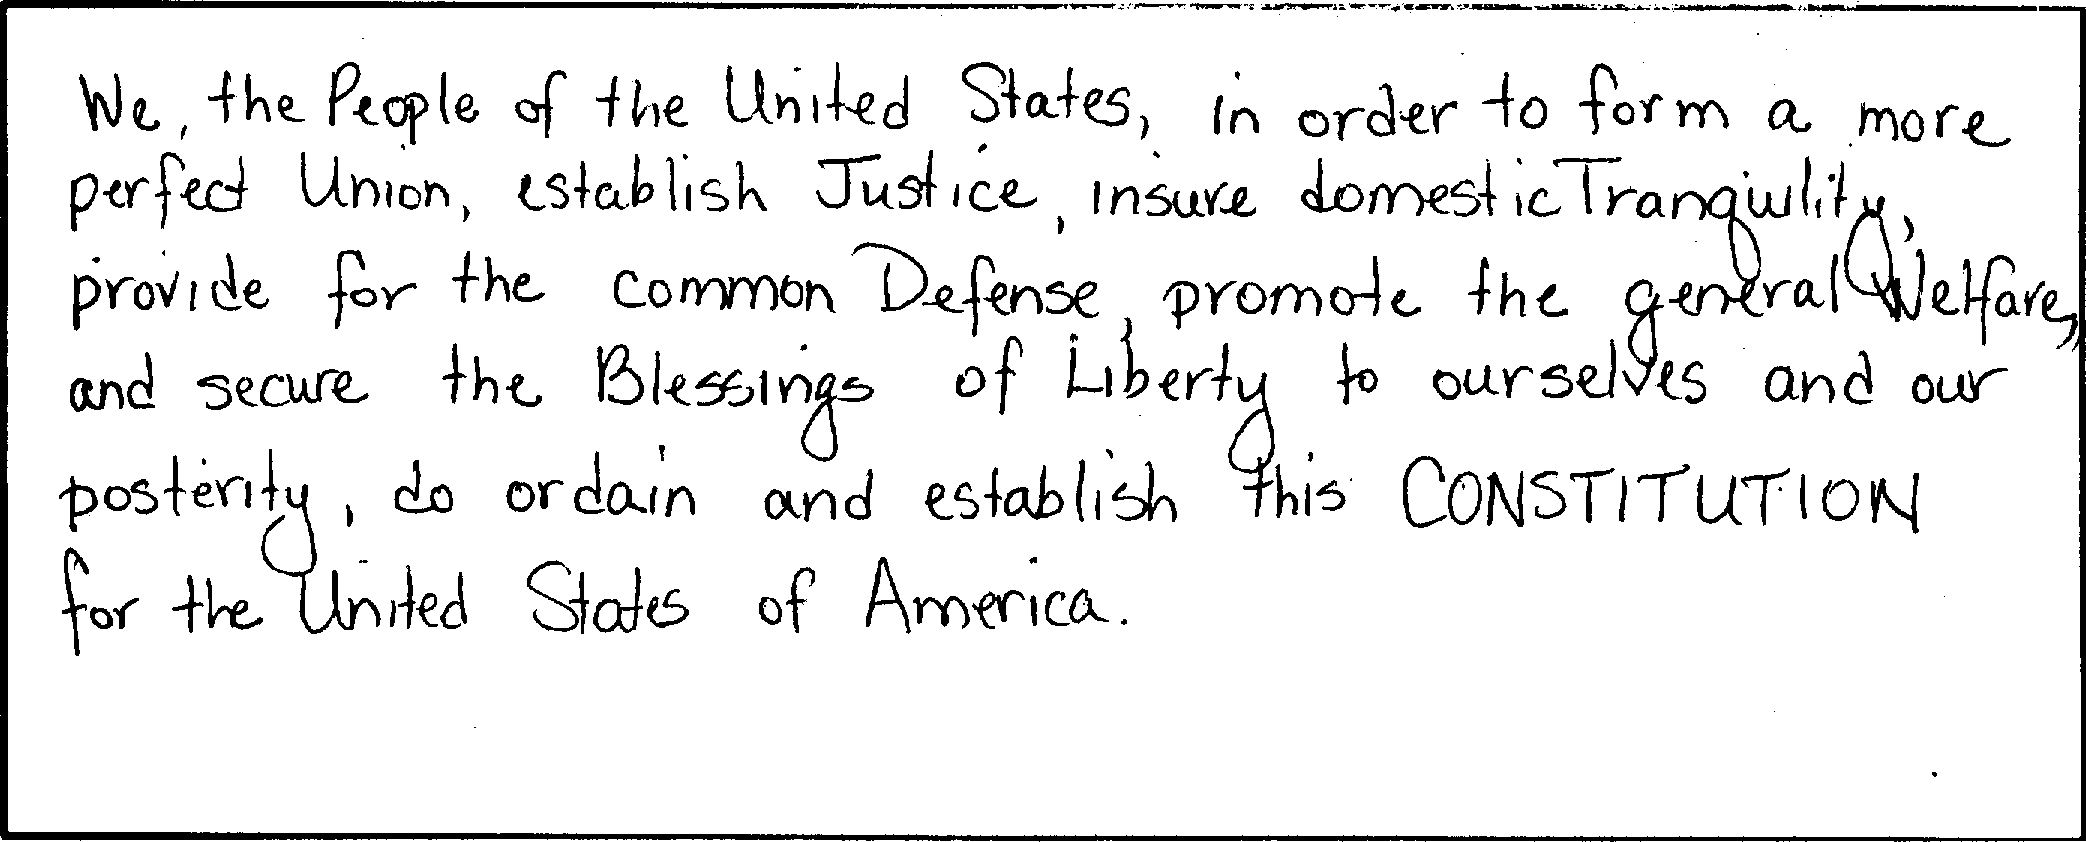 We, the People of the United States, in order to form a more
perfect Union, establish Justice, insure domestic Tranquility,
provide for the common Defense, promote the general Welfare,
and secure the Blessings of Liberty to ourselves and our
posterity, do ordain and establish this CONSTITUTION
for the United States of America.